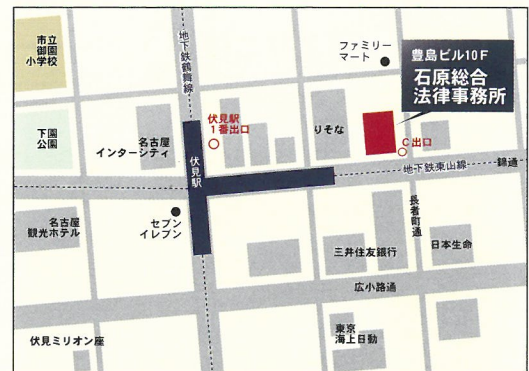 市立
御園
小学校
地下鉄鶴舞線
ファミリー
マート
豊島ビル10F
石原総合
法律事務所
下園
公園
名古屋
インターシティ
伏見駅
1番出口
りそな
C出口
伏見駅
地下鉄東山線
錦通
名古屋
観光ホテル
セブン
イレブン
長者町通
三井住友銀行
日本生命
広小路通
伏見ミリオン座
東京
海上日動